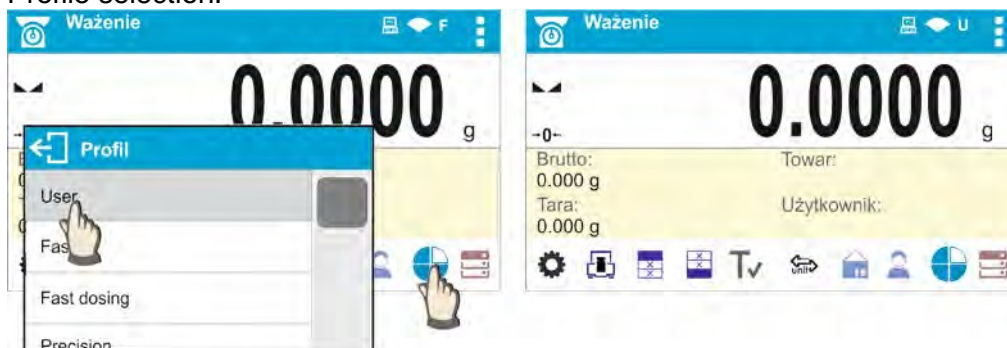 Profile selection.
Ważenie
F
0.0000
g
Profil
User
Fast dosing
Precision
Ważenie
U
0.0000
g
→0←
Brutto:
0.000 g
Towar:
Tara:
0.000 g
Użytkownik:
unit